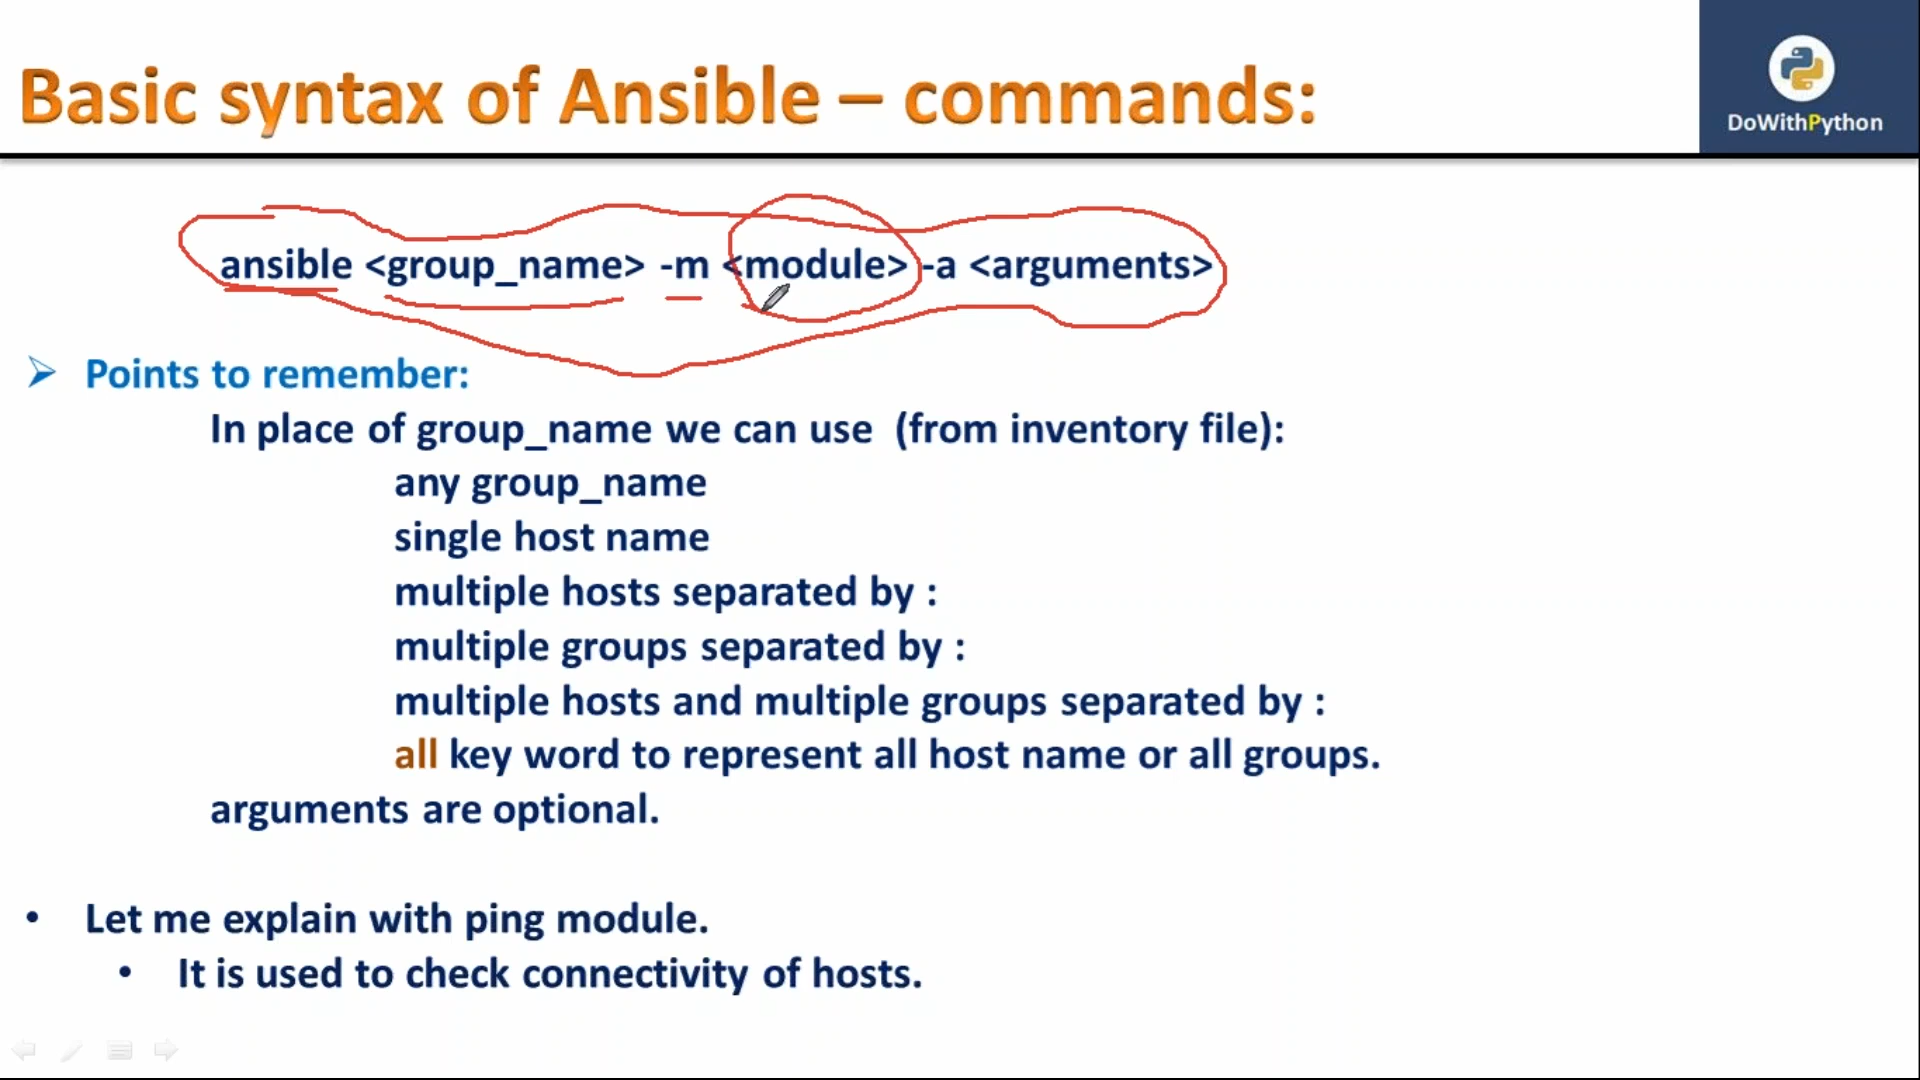 Basic syntax of Ansible – commands:
DoWithPython
ansible <group_name> -m <module> -a <arguments>
Points to remember:
In place of group_name we can use (from inventory file):
any group_name
single host name
multiple hosts separated by :
multiple groups separated by :
multiple hosts and multiple groups separated by :
all key word to represent all host name or all groups.
arguments are optional.
Let me explain with ping module.
It is used to check connectivity of hosts.